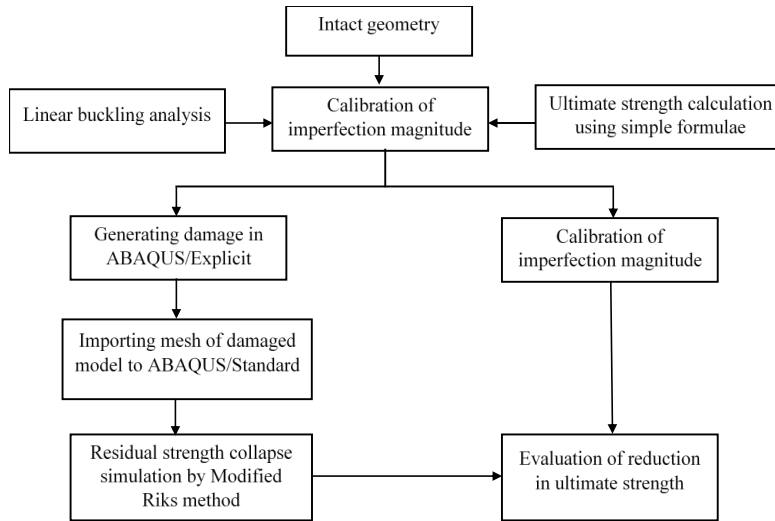 Intact geometry
Linear buckling analysis
Calibration of
imperfection magnitude
Ultimate strength calculation
using simple formulae
Generating damage in
ABAQUS/Explicit
Calibration of
imperfection magnitude
Importing mesh of damaged
model to ABAQUS/Standard
Residual strength collapse
simulation by Modified
Riks method
Evaluation of reduction
in ultimate strength